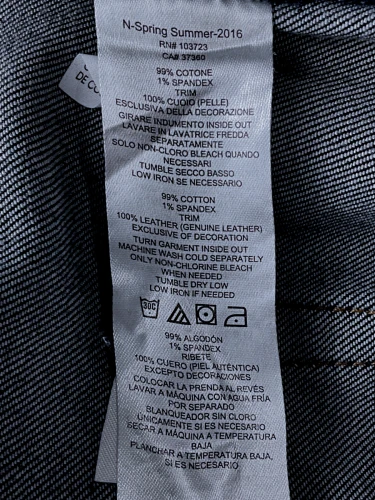 N-Spring Summer-2016
RN# 103723
CA# 37360
99% COTONE
1% SPANDEX
TRIM
100% CUOIO (PELLE)
ESCLUSIVA DELLA DECORAZIONE
GIRARE INDUMENTO INSIDE OUT
LAVARE IN LAVATRICE FREDDA
SEPARATAMENTE
SOLO NON-CLORO BLEACH QUANDO
NECESSARI
TUMBLE SECCO BASSO
LOW IRON SE NECESSARIO
99% COTTON
1% SPANDEX
TRIM
100% LEATHER (GENUINE LEATHER)
EXCLUSIVE OF DECORATION
TURN GARMENT INSIDE OUT
MACHINE WASH COLD SEPARATELY
ONLY NON-CHLORINE BLEACH
WHEN NEEDED
TUMBLE DRY LOW
LOW IRON IF NEEDED
30C
99% ALGODÓN
1% SPANDEX
RIBETE
100% CUERO (PIEL AUTÉNTICA)
EXCEPTO DECORACIONES
COLOCAR LA PRENDA AL REVÉS
LAVAR A MÁQUINA CON AGUA FRÍA
POR SEPARADO
BLANQUEADOR SIN CLORO
ÚNICAMENTE SI ES NECESARIO
SECAR A MÁQUINA A TEMPERATURA
BAJA
PLANCHAR A TEMPERATURA BAJA,
SI ES NECESARIO